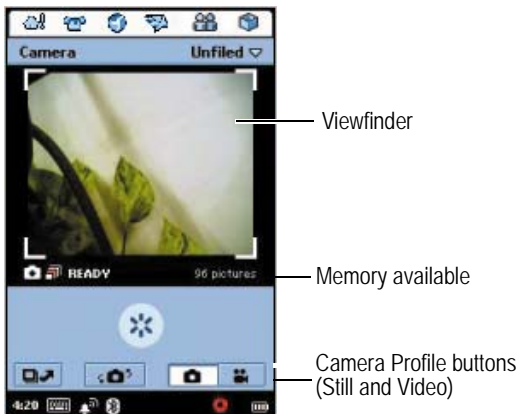 Camera Unfiled
Viewfinder
READY 96 pictures
Memory available
Camera Profile buttons
(Still and Video)
4:20